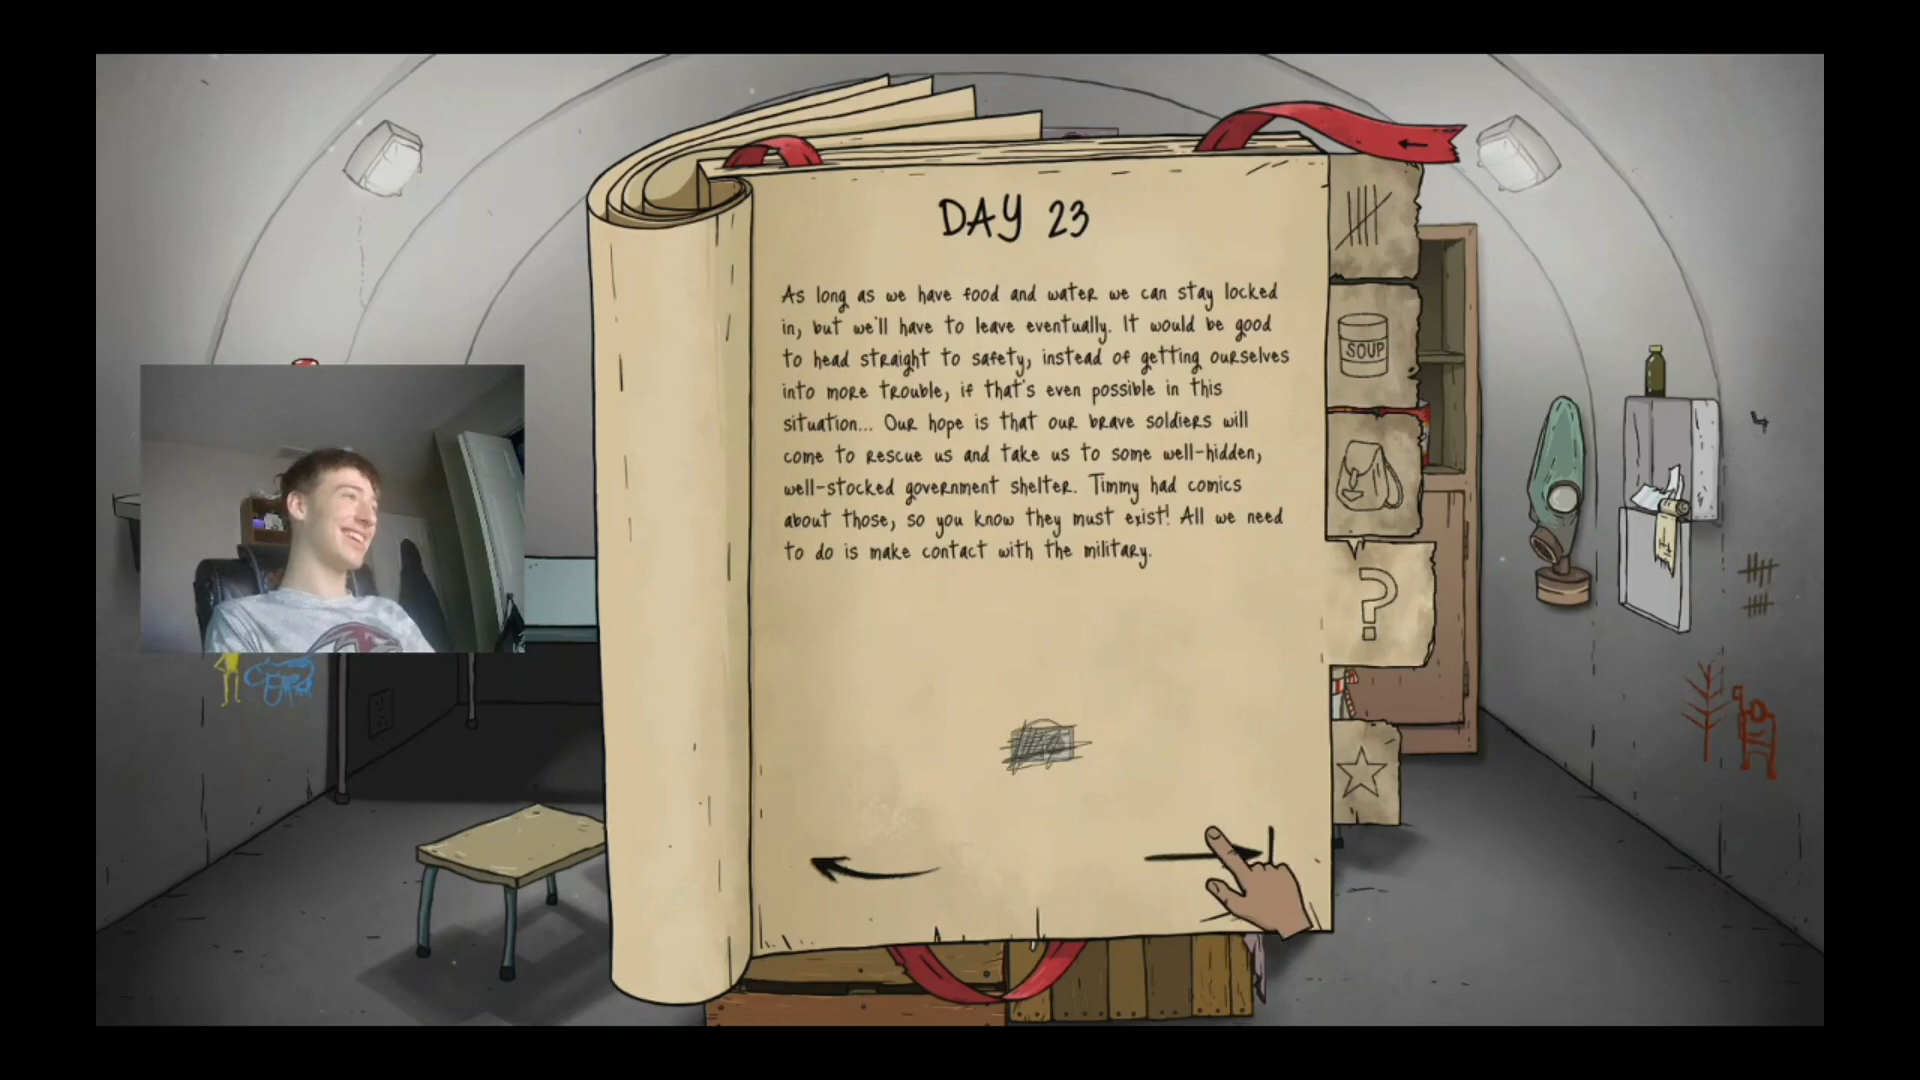 DAY 23
As long as we have food and water we can stay locked
in, but we'll have to leave eventually. It would be good
to head straight to safety, instead of getting ourselves
into more trouble, if that's even possible in this
situation... Our hope is that our brave soldiers will
come to rescue us and take us to some well-hidden,
well-stocked government shelter. Timmy had comics
about those, so you know they must exist! All we need
to do is make contact with the military.
SOUP
?